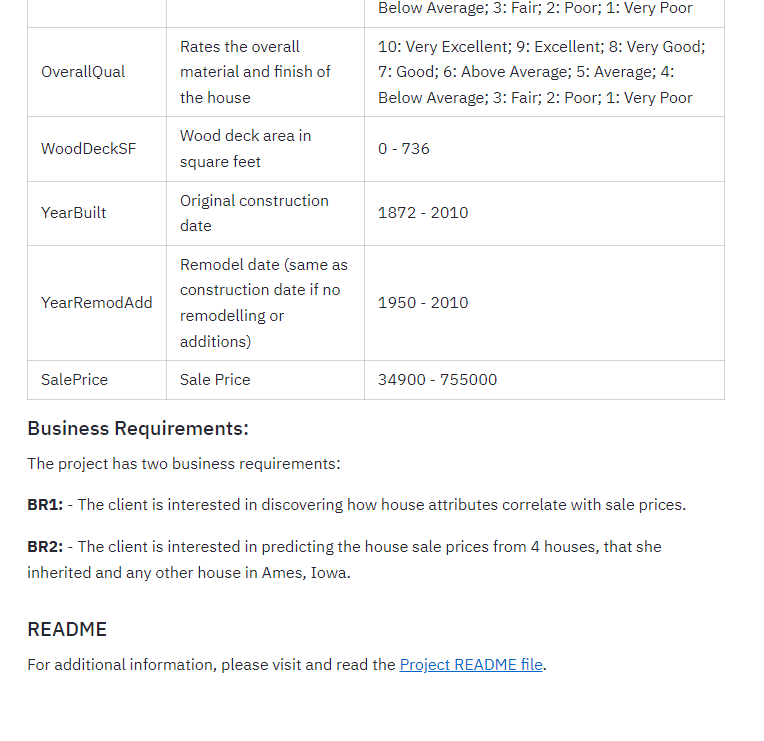 Below Average; 3: Fair; 2: Poor; 1: Very Poor
OverallQual
Rates the overall
material and finish of
the house
10: Very Excellent; 9: Excellent; 8: Very Good;
7: Good; 6: Above Average; 5: Average; 4:
Below Average; 3: Fair; 2: Poor; 1: Very Poor
WoodDeckSF
Wood deck area in
square feet
0 - 736
YearBuilt
Original construction
date
1872 - 2010
YearRemodAdd
Remodel date (same as
construction date if no
remodelling or
additions)
1950 - 2010
SalePrice
Sale Price
34900 - 755000
Business Requirements:
The project has two business requirements:
BR1: - The client is interested in discovering how house attributes correlate with sale prices.
BR2: - The client is interested in predicting the house sale prices from 4 houses, that she
inherited and any other house in Ames, Iowa.
README
For additional information, please visit and read the Project README file.